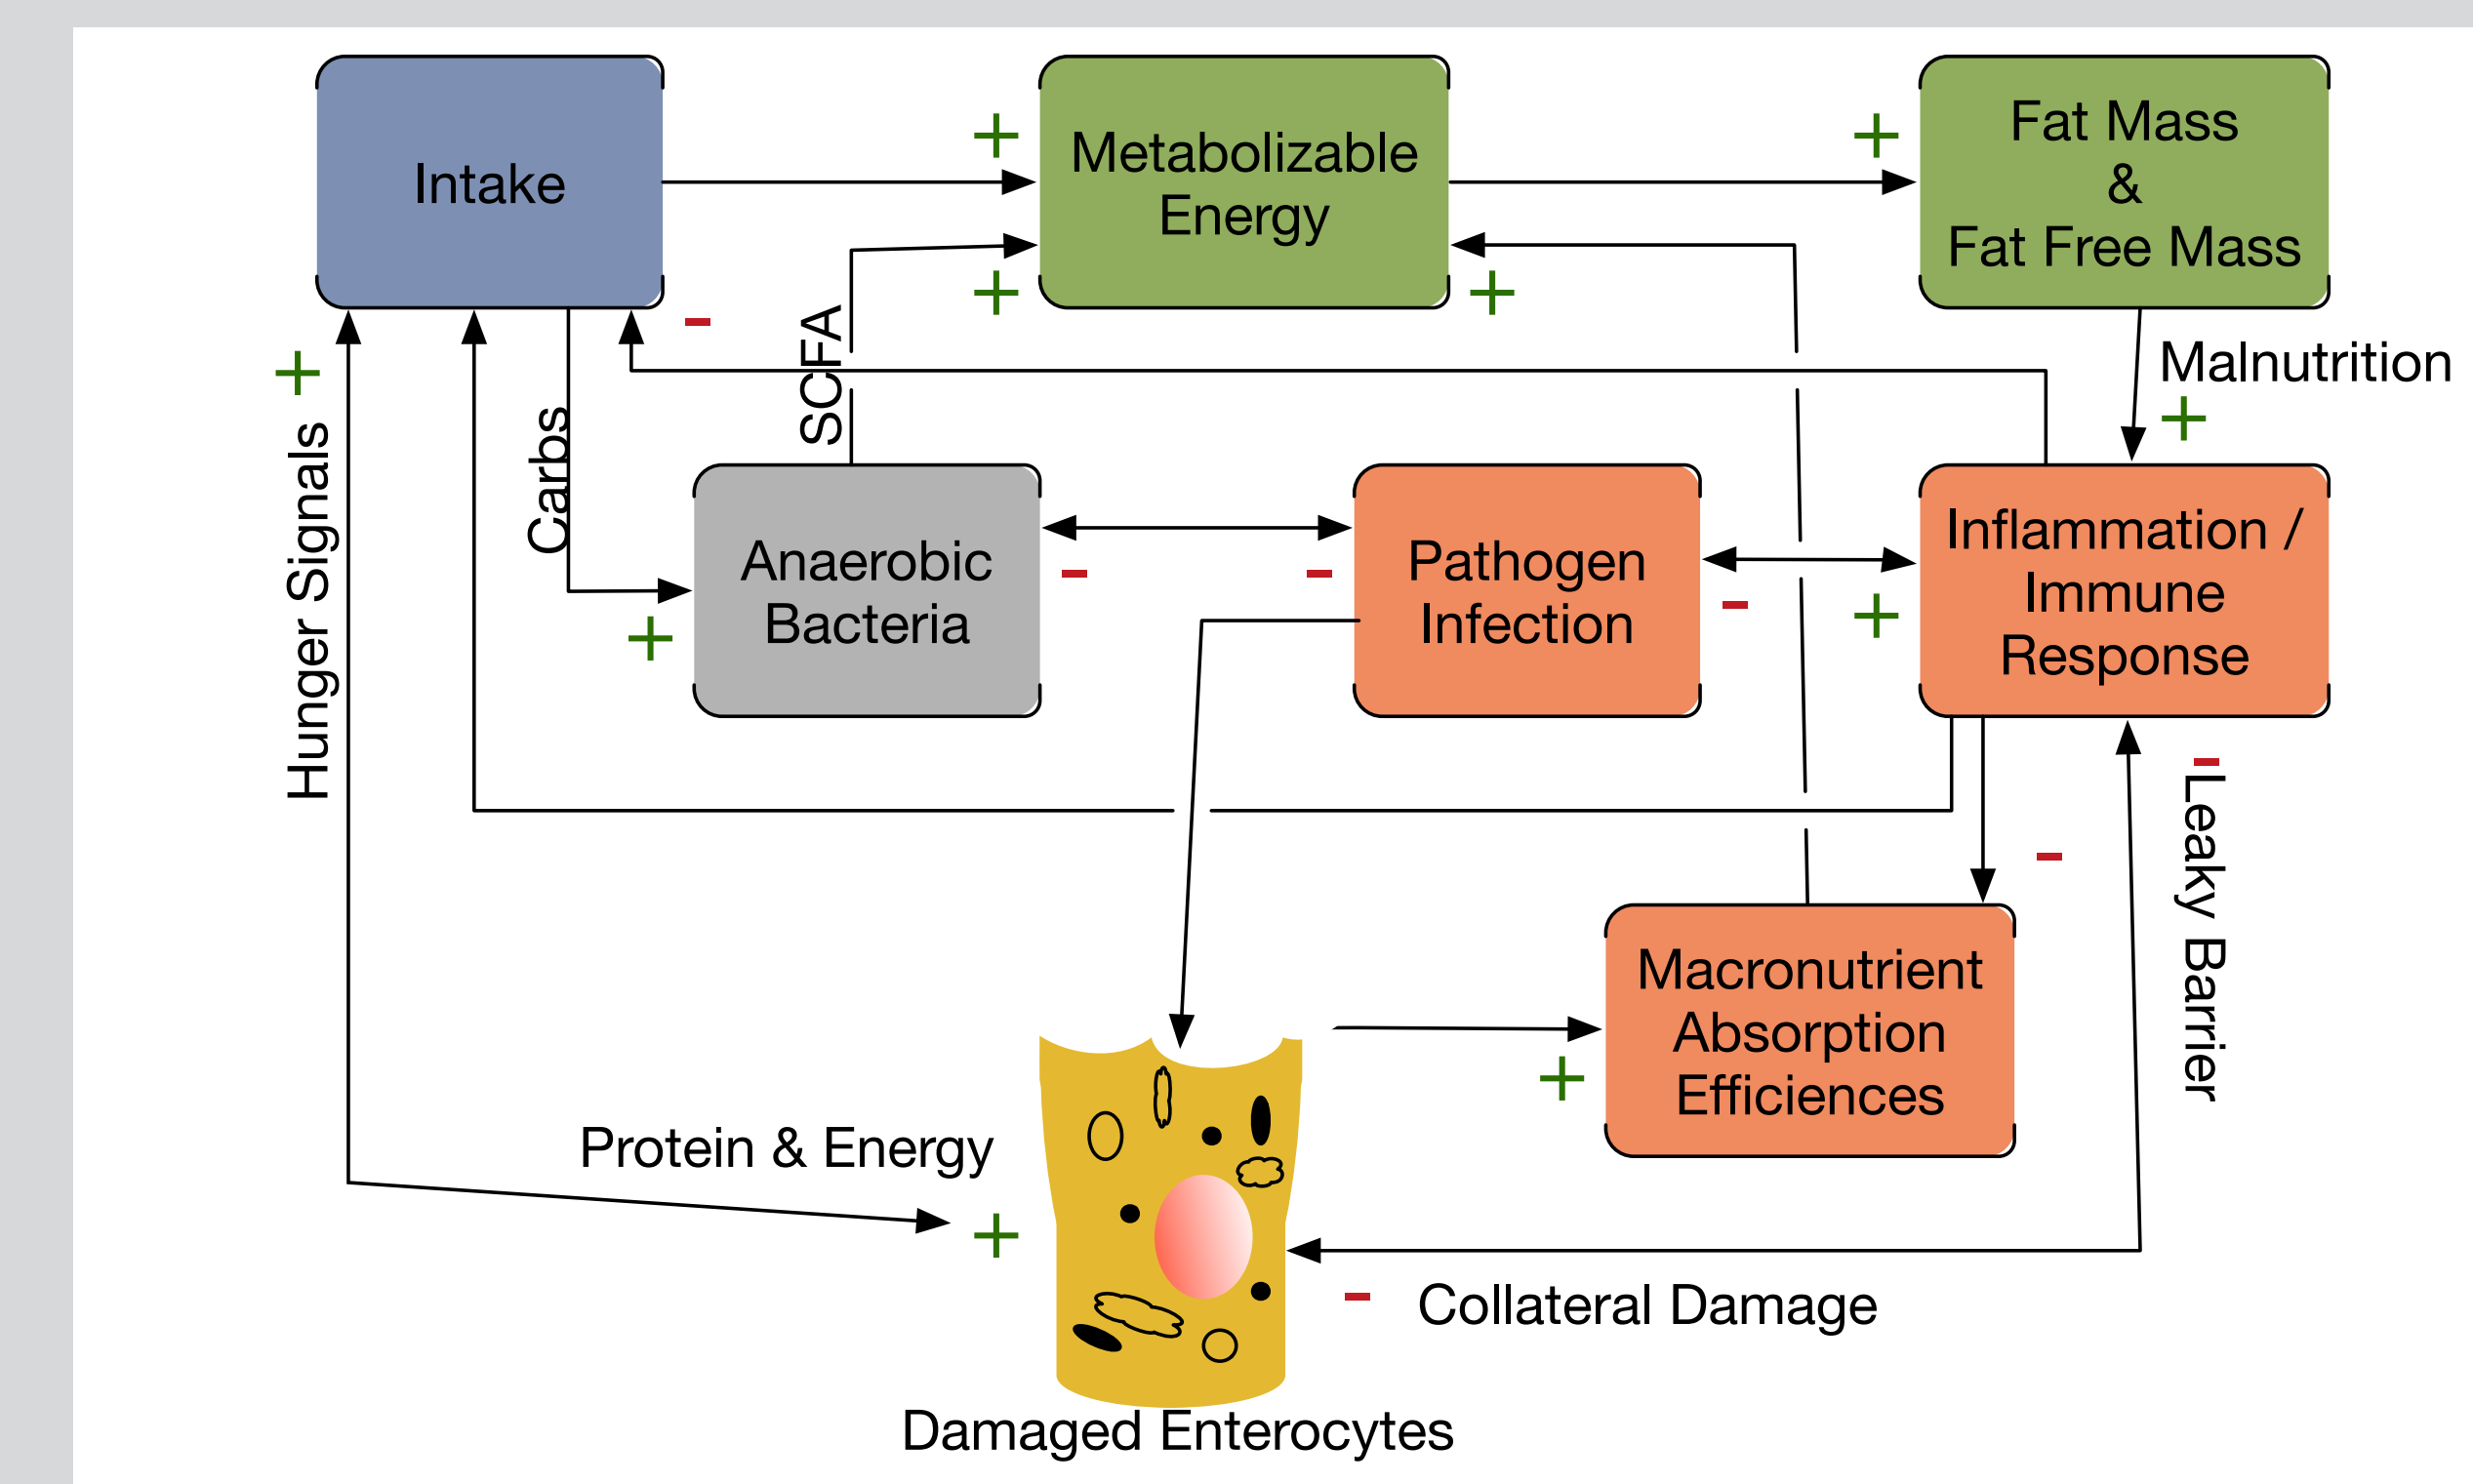 Intake
Metabolizable
Energy
Fat Mass
&
Fat Free Mass
+
+
+
+
-
SCFA
Malnutrition
+
+
Hunger Signals
Carbs
Anaerobic
Bacteria
+
-
-
Pathogen
Infection
-
+
Inflammation /
Immune
Response
-
-
Leaky Barrier
Macronutrient
Absorption
Efficiences
+
Protein & Energy
+
-
Collateral Damage
Damaged Enterocytes